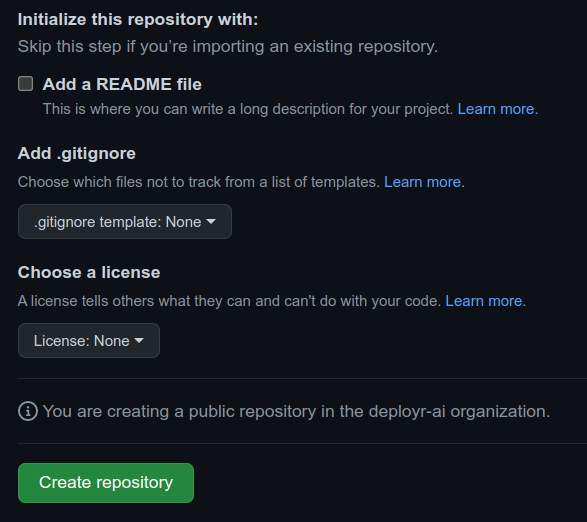 Initialize this repository with:
Skip this step if you’re importing an existing repository.
Add a README file
This is where you can write a long description for your project. Learn more.
Add .gitignore
Choose which files not to track from a list of templates. Learn more.
.gitignore template: None
Choose a license
A license tells others what they can and can't do with your code. Learn more.
License: None
You are creating a public repository in the deployr-ai organization.
Create repository